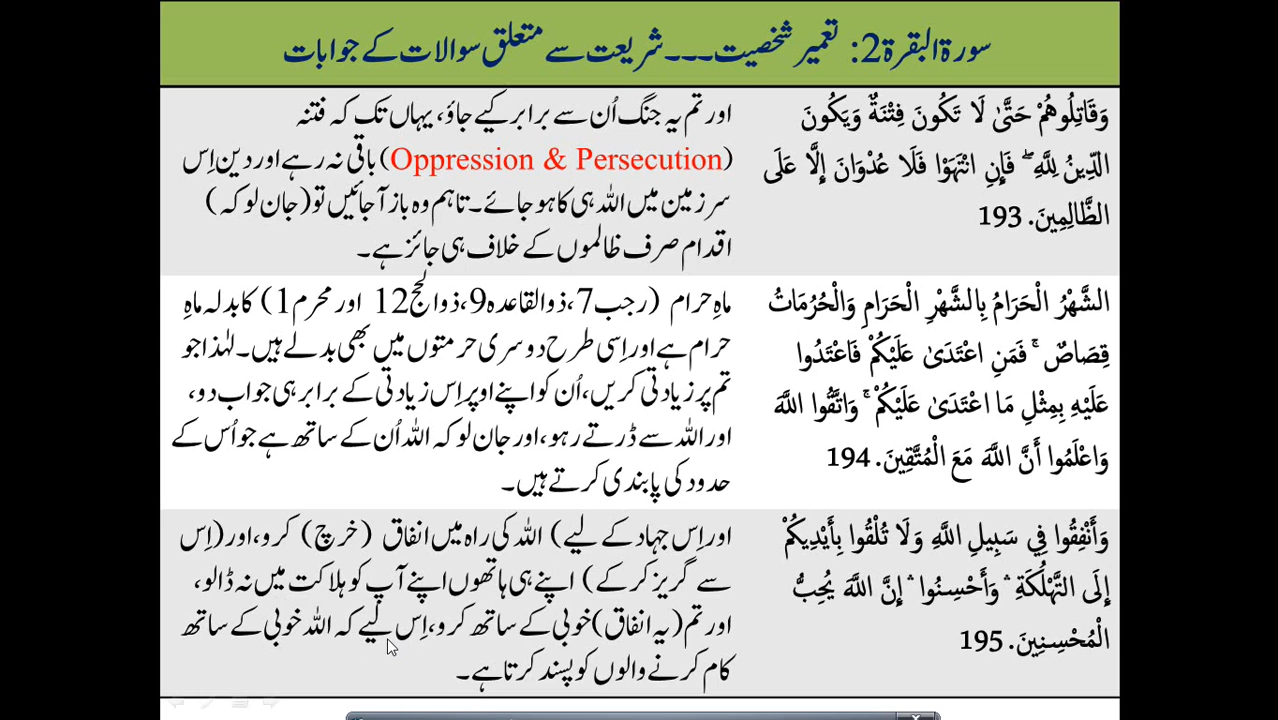 سورۃ البقرۃ 2: تعمیر شخصیت۔۔۔شریعت سے متعلق سوالات کے جوابات
وَقَاتِلُوهُمْ حَتَّىٰ لَا تَكُونَ فِتْنَةٌ وَيَكُونَ
الدِّينُ لِلَّهِ ۖ فَإِنِ انْتَهَوْا فَلَا عُدْوَانَ إِلَّا عَلَى
الظَّالِمِينَ. 193
اور تم یہ جنگ اُن سے برابر کیے جاؤ، یہاں تک کہ فتنہ
(Oppression & Persecution) باقی نہ رہے اور دین اِس
سرزمین میں اللہ ہی کا ہو جائے۔ تاہم وہ باز آجائیں تو (جان لو کہ)
اقدام صرف ظالموں کے خلاف ہی جائز ہے۔
الشَّهْرُ الْحَرَامُ بِالشَّهْرِ الْحَرَامِ وَالْحُرُمَاتُ
قِصَاصٌ ۚ فَمَنِ اعْتَدَىٰ عَلَيْكُمْ فَاعْتَدُوا
عَلَيْهِ بِمِثْلِ مَا اعْتَدَىٰ عَلَيْكُمْ ۚ وَاتَّقُوا اللَّهَ
وَاعْلَمُوا أَنَّ اللَّهَ مَعَ الْمُتَّقِينَ. 194
ماہِ حرام (رجب 7، ذوالقاعدہ 9، ذوالحج 12 اور محرم 1) کا بدلہ ماہِ
حرام ہے اور اِسی طرح دوسری حرمتوں میں بھی بدلے ہیں۔ لہٰذا جو
تم پر زیادتی کریں، اُن کو اپنے اوپر اِس زیادتی کے برابر ہی جواب دو،
اور اللہ سے ڈرتے رہو، اور جان لو کہ اللہ اُن کے ساتھ ہے جو اُس کے
حدود کی پابندی کرتے ہیں۔
وَأَنْفِقُوا فِي سَبِيلِ اللَّهِ وَلَا تُلْقُوا بِأَيْدِيكُمْ
إِلَى التَّهْلُكَةِ ۛ وَأَحْسِنُوا ۛ إِنَّ اللَّهَ يُحِبُّ
الْمُحْسِنِينَ. 195
اور اِس جہاد کے لیے) اللہ کی راہ میں انفاق (خرچ) کرو، اور (اِس
سے گریز کر کے) اپنے ہی ہاتھوں اپنے آپ کو ہلاکت میں نہ ڈالو،
اور تم (یہ انفاق) خوبی کے ساتھ کرو، اِس لیے کہ اللہ خوبی کے ساتھ
کام کرنے والوں کو پسند کرتا ہے۔